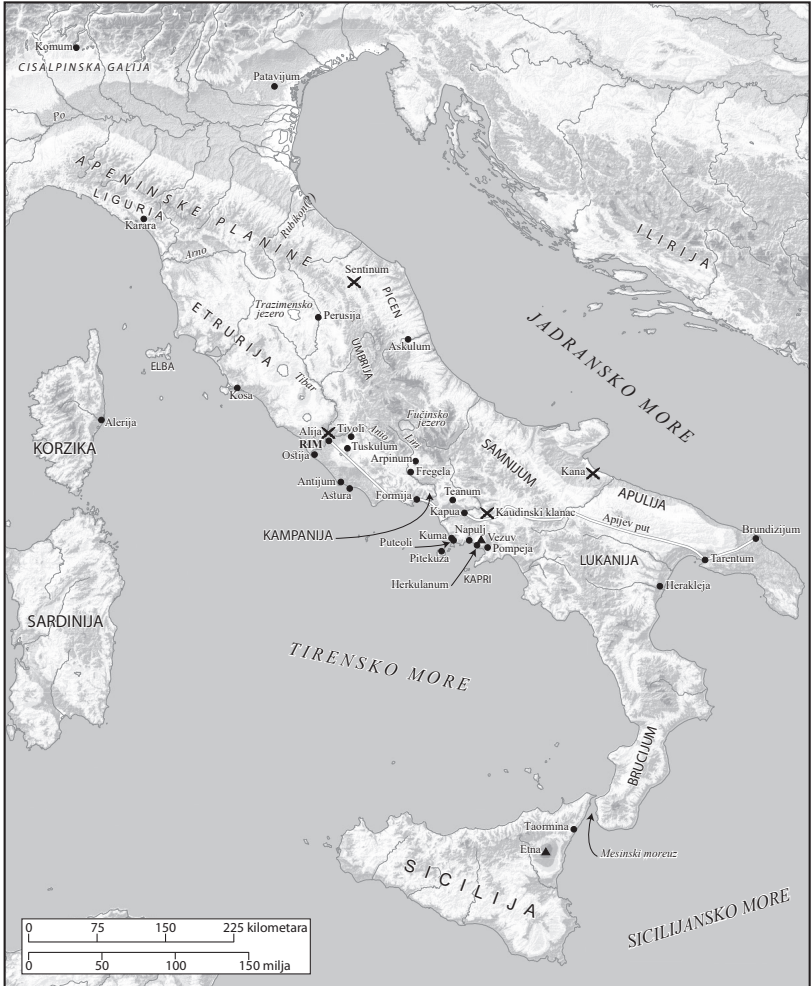 Komum
CISALPINSKA GALIJA
Patavijum
Po
APENINSKE PLANINE
LIGURIA
Karara
Rubikon(?)
Arno
Sentinum
PICEN
Trazimensko
jezero
Perusija
ETRURIJA
UMBRIJA
Askulum
ILIRIJA
JADRANSKO MORE
ELBA
Kosa
Tibar
Alerija
KORZIKA
Fučinsko
jezero
Alija
Tivoli
Anio
Liri
RIM
Tuskulum
Ostija
Arpinum
Fregela
SAMNIJUM
Kana
Antijum
Astura
Formija
Teanum
APULIJA
Kapua
Kaudinski klanac
Apijev put
KAMPANIJA
Kuma
Napulj
Vezuv
Brundizijum
Puteoli
Pompeja
Pitekuza
LUKANIJA
Tarentum
Herkulanum
KAPRI
Herakleja
SARDINIJA
TIRENSKO MORE
BRUCIJUM
Taormina
Etna
Mesinski moreuz
SICILIJA
SICILIJANSKO MORE
0 75 150 225 kilometara
0 50 100 150 milja